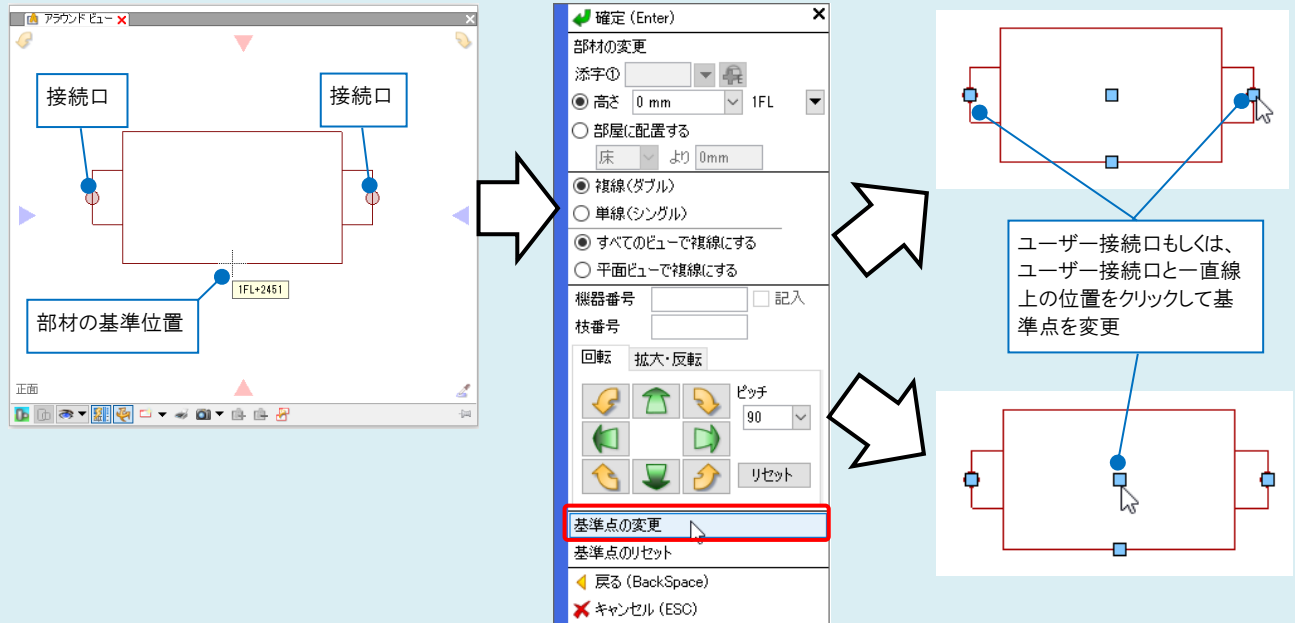 アラウンド ビュー
接続口
接続口
1FL+2451
部材の基準位置
正面
確定 (Enter)
部材の変更
添字①
高さ 0 mm 1FL
部屋に配置する
床 より 0mm
複線(ダブル)
単線(シングル)
すべてのビューで複線にする
平面ビューで複線にする
機器番号 記入
枝番号
回転 拡大・反転
ピッチ
90
リセット
基準点の変更
基準点のリセット
戻る (BackSpace)
キャンセル (ESC)
ユーザー接続口もしくは、
ユーザー接続口と一直線
上の位置をクリックして基
準点を変更